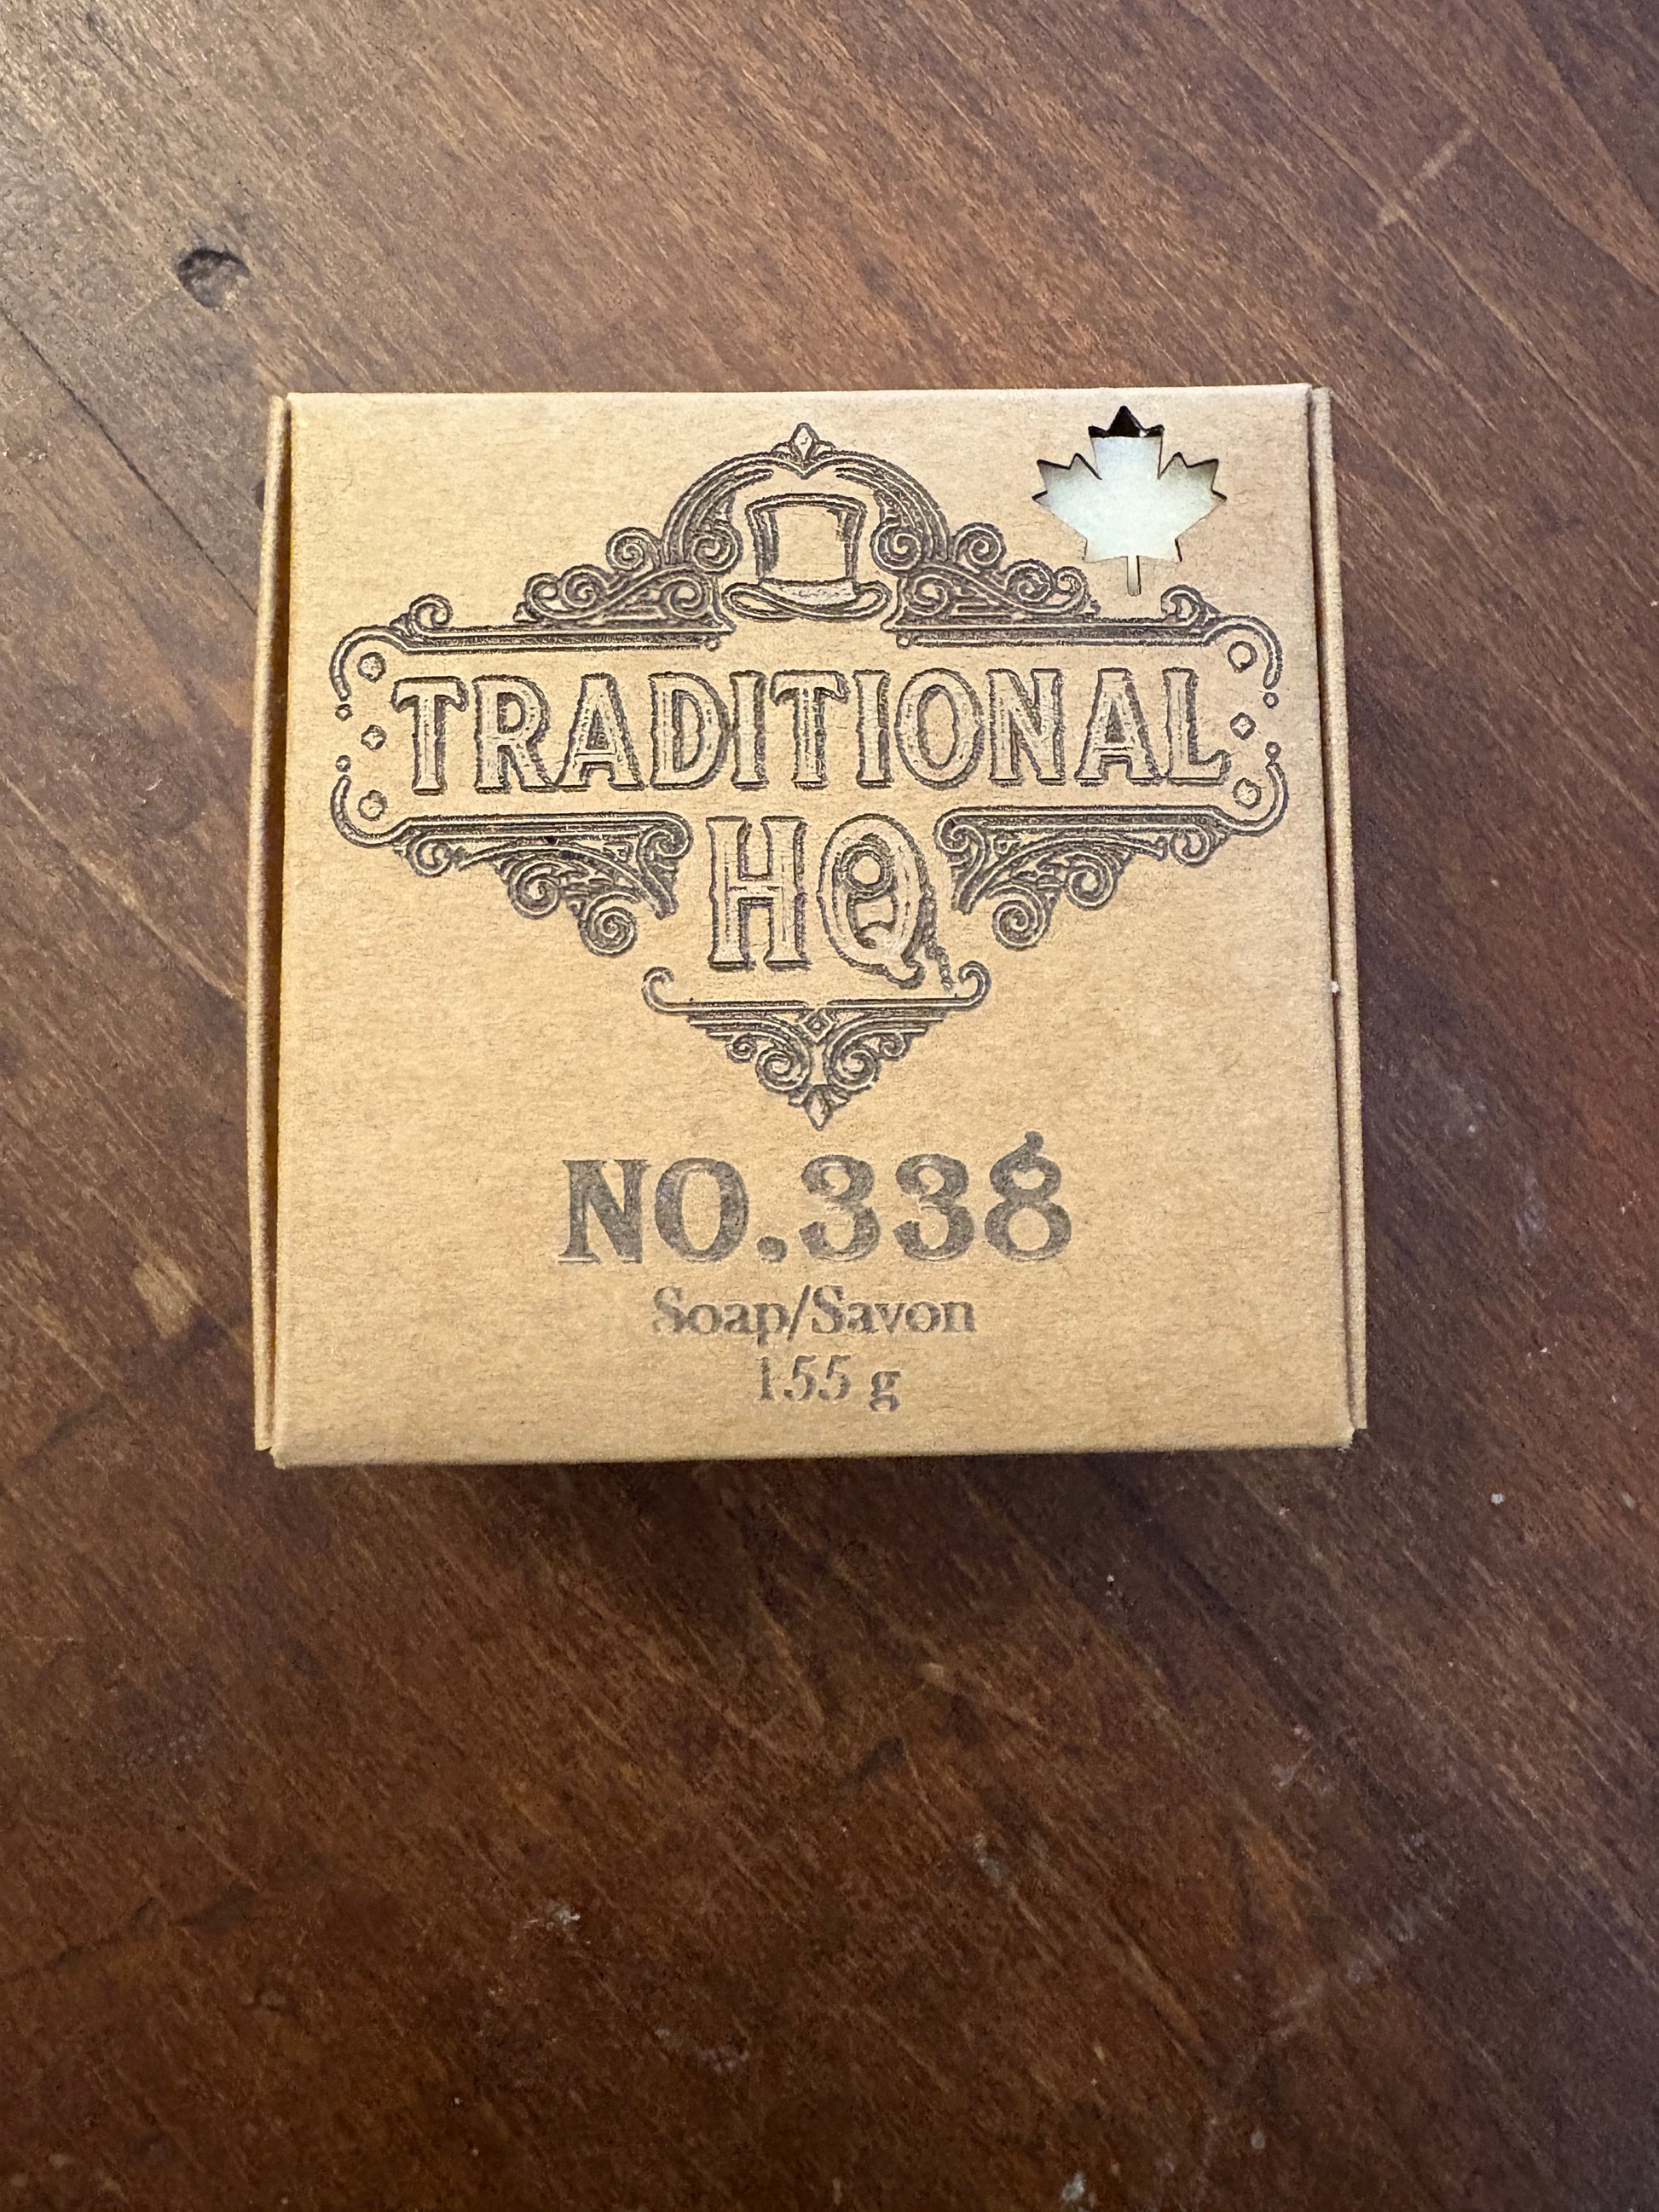 TRADITIONAL
HQ
NO.338
Soap/Savon
155 g